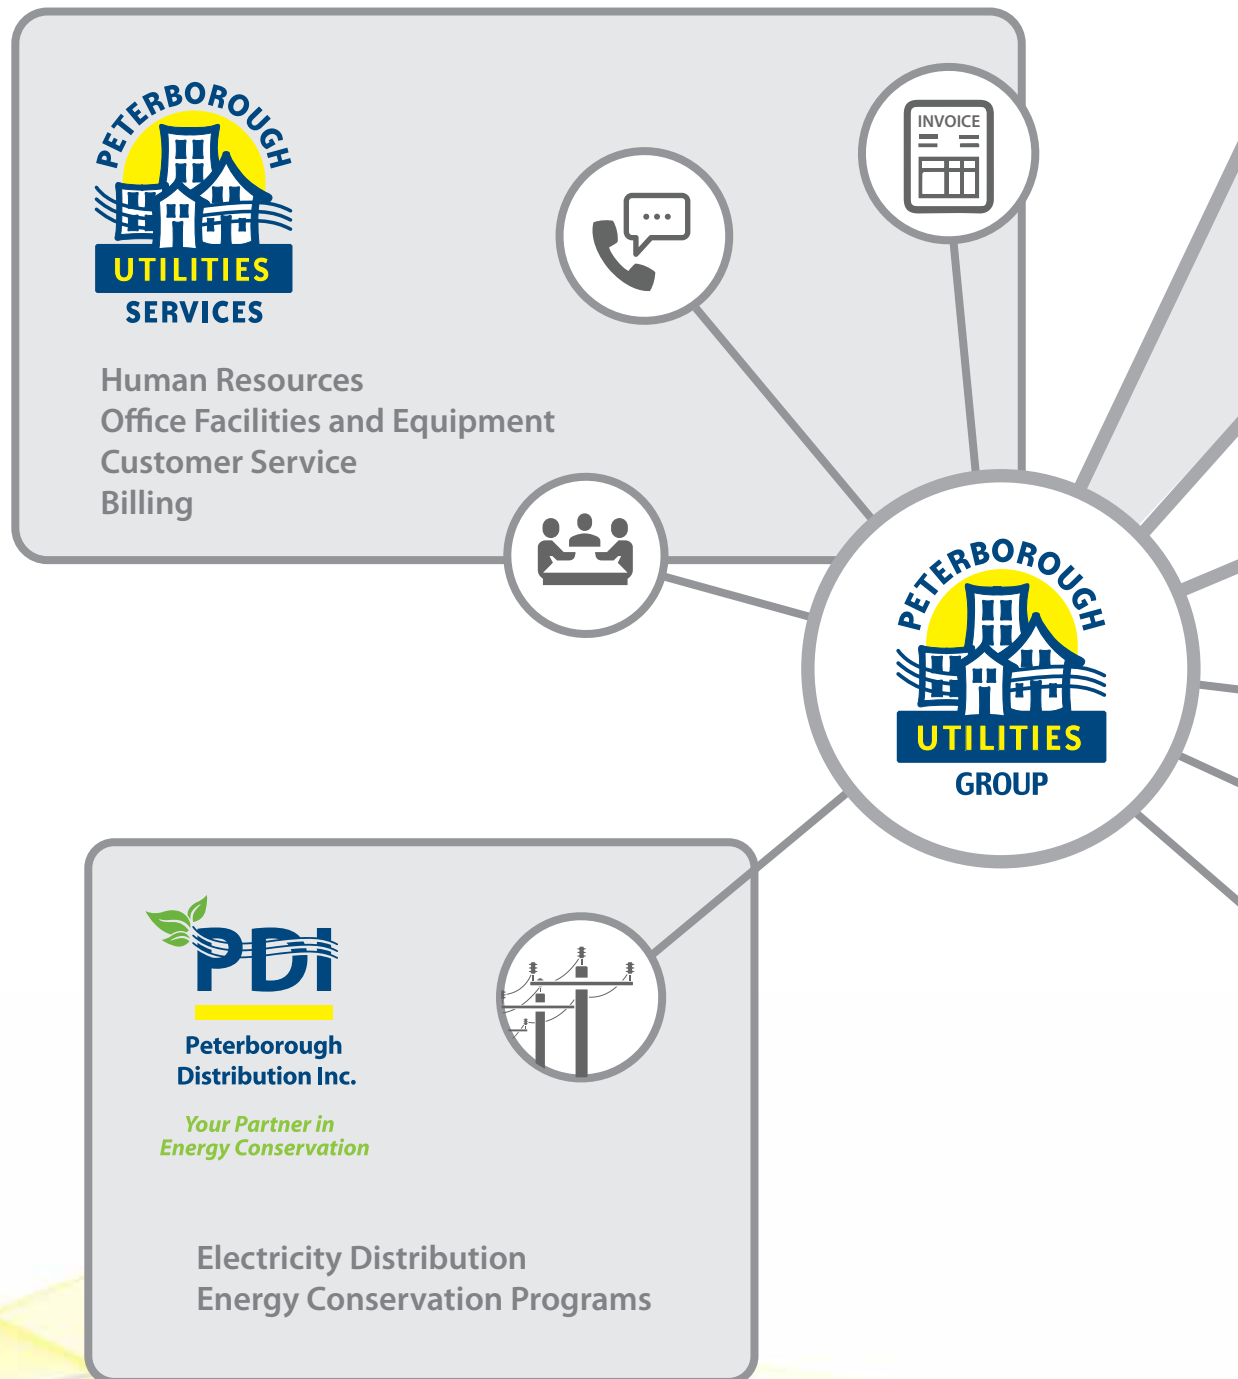 PETERBOROUGH
UTILITIES
SERVICES
Human Resources
Office Facilities and Equipment
Customer Service
Billing
INVOICE
PETERBOROUGH
UTILITIES
GROUP
PDI
Peterborough
Distribution Inc.
Your Partner in
Energy Conservation
Electricity Distribution
Energy Conservation Programs